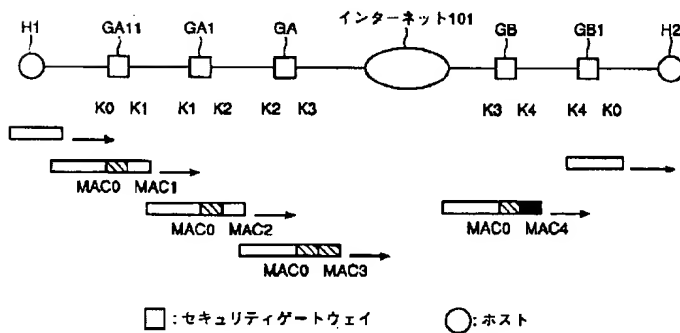 H1 GA11 GA1 GA インターネット101 GB GB1 H2
K0 K1 K1 K2 K2 K3 K3 K4 K4 K0
MAC0 MAC1
MAC2
MAC0 MAC2
MAC0 MAC4
MAC0 MAC3
□:セキュリティゲートウェイ ○:ホスト